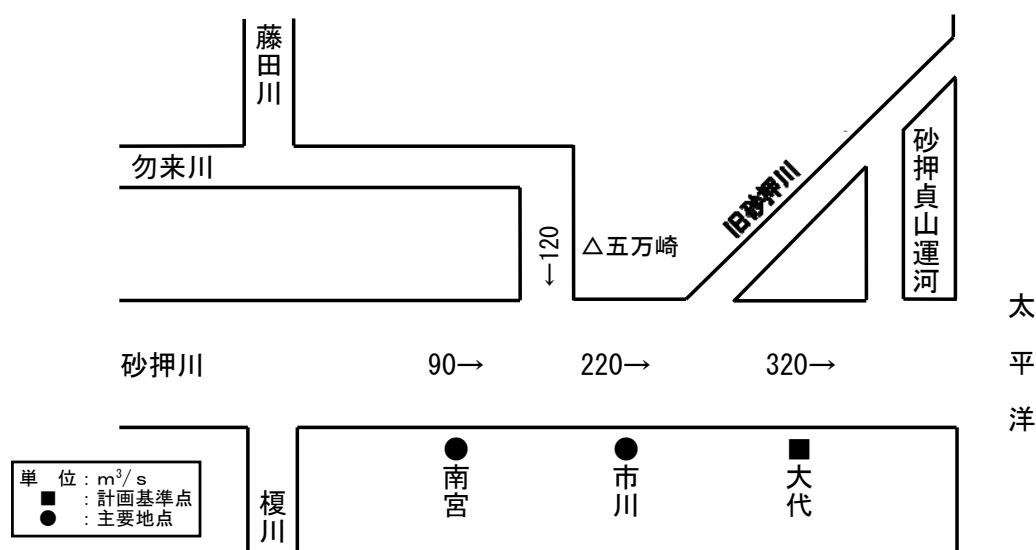 藤田川
勿来川
旧砂押川
砂押貞山運河
←120
△五万崎
太平洋
砂押川
90→
220→
320→
榎川
南宮
市川
大代
単 位：m³/s
■ ：計画基準点
● ：主要地点